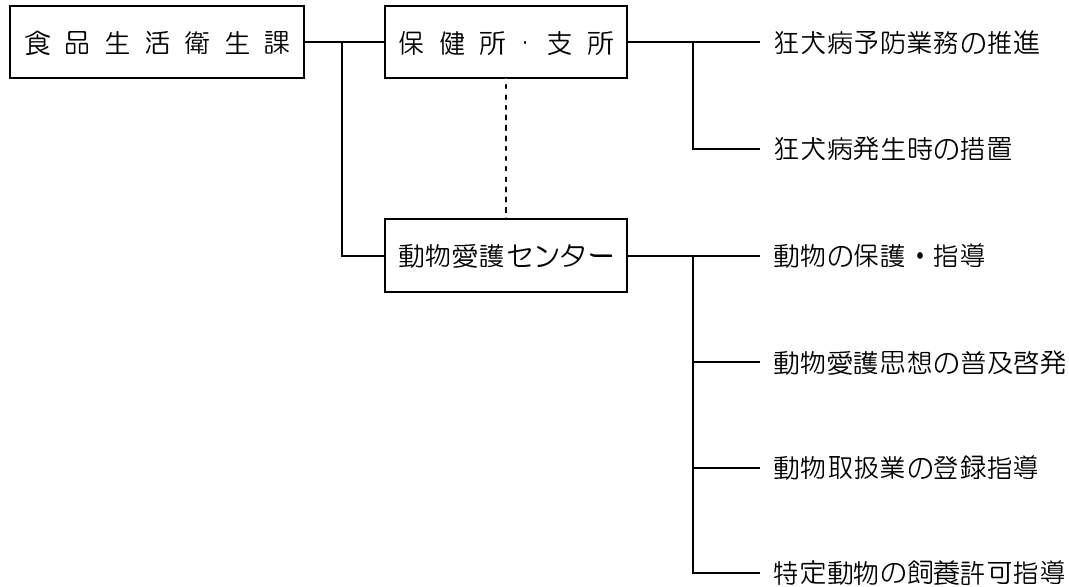 食品生活衛生課
保健所・支所
狂犬病予防業務の推進
狂犬病発生時の措置
動物愛護センター
動物の保護・指導
動物愛護思想の普及啓発
動物取扱業の登録指導
特定動物の飼養許可指導